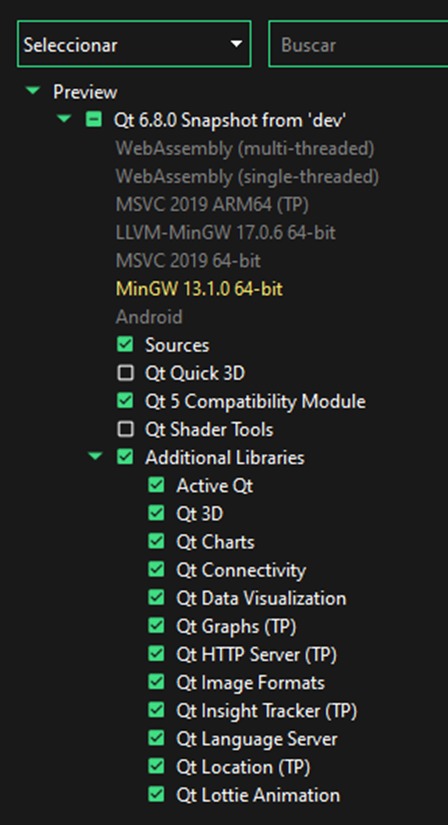 Seleccionar
Buscar
Preview
Qt 6.8.0 Snapshot from 'dev'
WebAssembly (multi-threaded)
WebAssembly (single-threaded)
MSVC 2019 ARM64 (TP)
LLVM-MinGW 17.0.6 64-bit
MSVC 2019 64-bit
MinGW 13.1.0 64-bit
Android
Sources
Qt Quick 3D
Qt 5 Compatibility Module
Qt Shader Tools
Additional Libraries
Active Qt
Qt 3D
Qt Charts
Qt Connectivity
Qt Data Visualization
Qt Graphs (TP)
Qt HTTP Server (TP)
Qt Image Formats
Qt Insight Tracker (TP)
Qt Language Server
Qt Location (TP)
Qt Lottie Animation